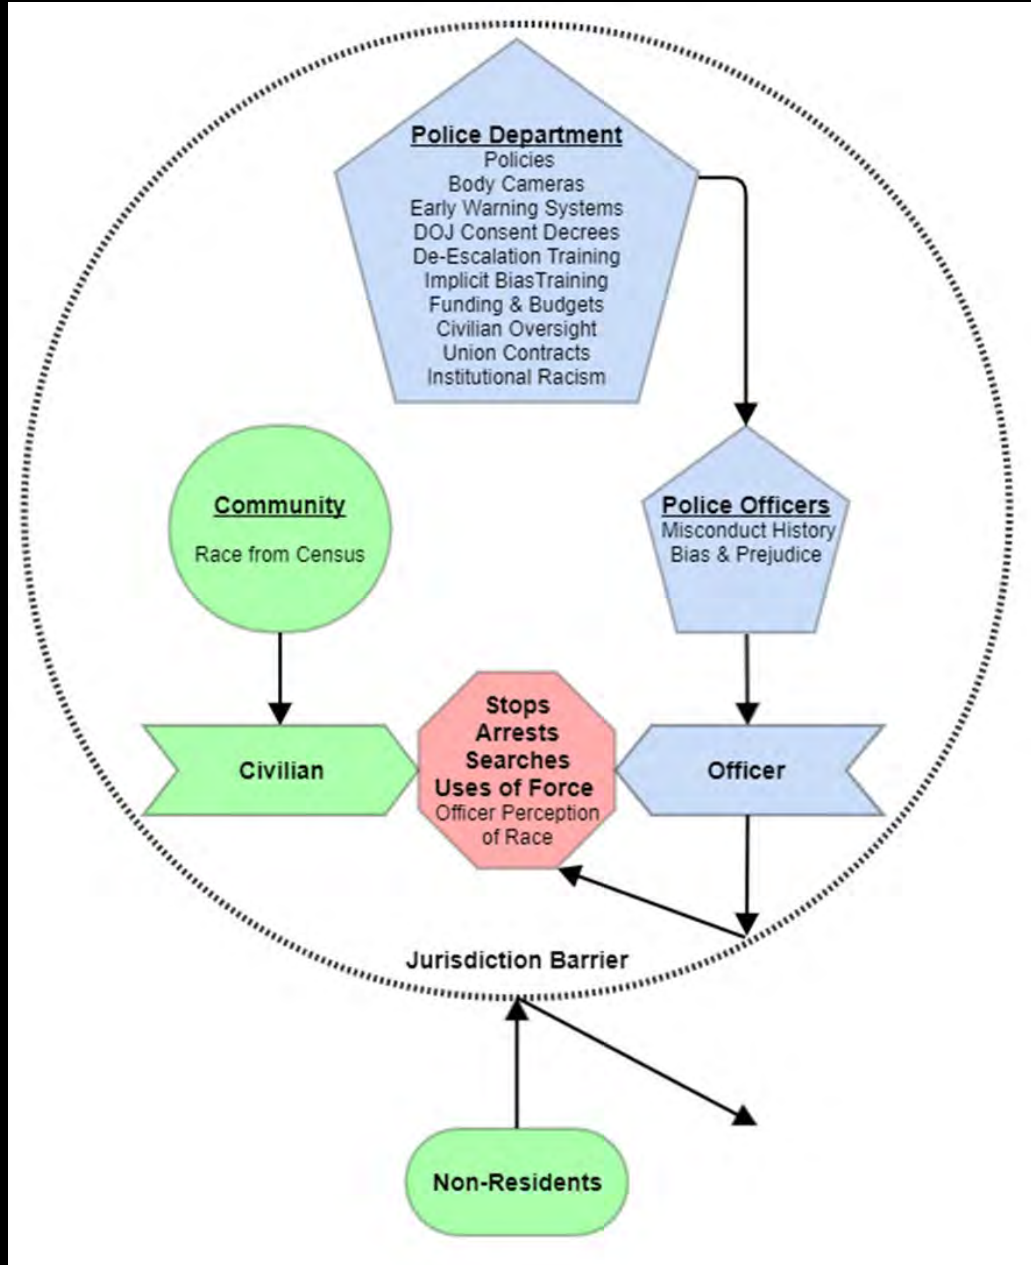 Police Department
Policies
Body Cameras
Early Warning Systems
DOJ Consent Decrees
De-Escalation Training
Implicit BiasTraining
Funding & Budgets
Civilian Oversight
Union Contracts
Institutional Racism
Community
Race from Census
Police Officers
Misconduct History
Bias & Prejudice
Civilian
Stops
Arrests
Searches
Uses of Force
Officer Perception
of Race
Officer
Jurisdiction Barrier
Non-Residents